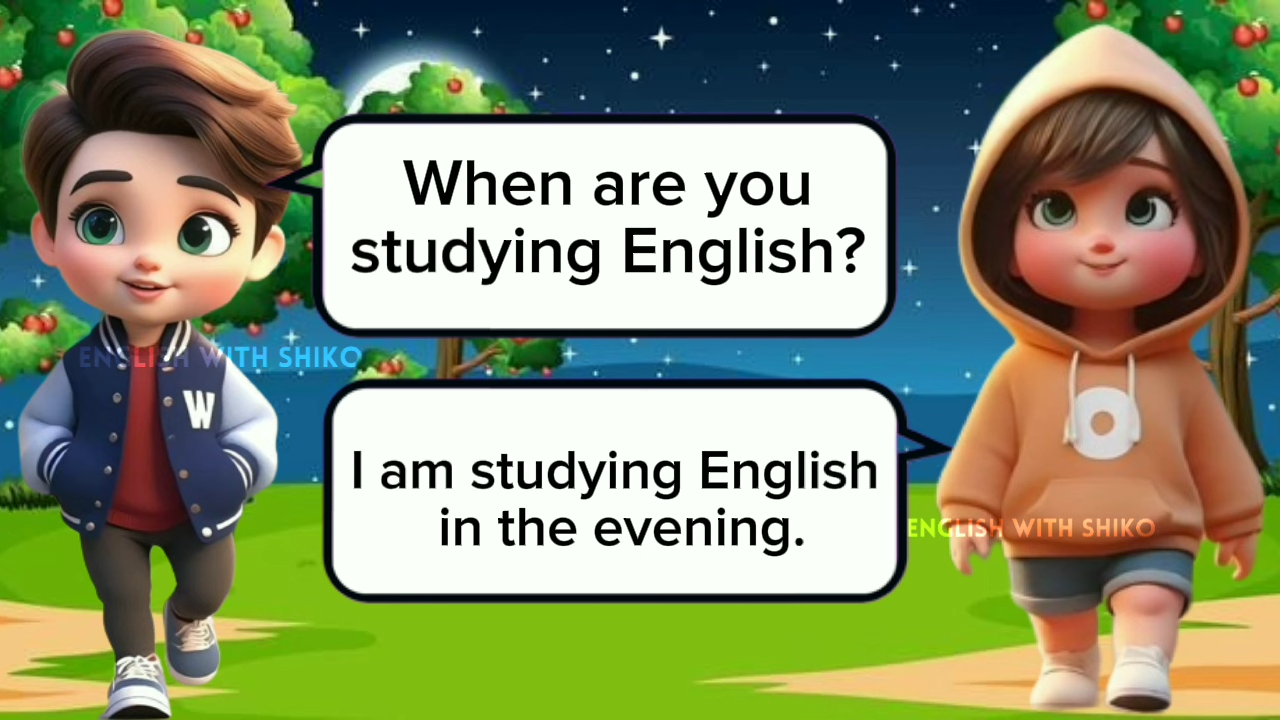 When are you
studying English?
ENGLISH WITH SHIKO
W
I am studying English
in the evening.
ENGLISH WITH SHIKO